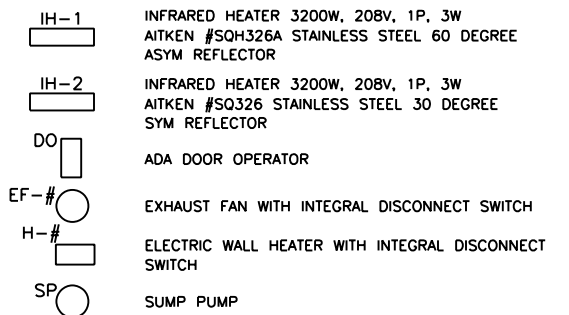 IH-1
INFRARED HEATER 3200W, 208V, 1P, 3W
AITKEN #SQH326A STAINLESS STEEL 60 DEGREE
ASYM REFLECTOR
IH-2
INFRARED HEATER 3200W, 208V, 1P, 3W
AITKEN #SQ326 STAINLESS STEEL 30 DEGREE
SYM REFLECTOR
DO
ADA DOOR OPERATOR
EF-#
EXHAUST FAN WITH INTEGRAL DISCONNECT SWITCH
H-#
ELECTRIC WALL HEATER WITH INTEGRAL DISCONNECT
SWITCH
SP
SUMP PUMP